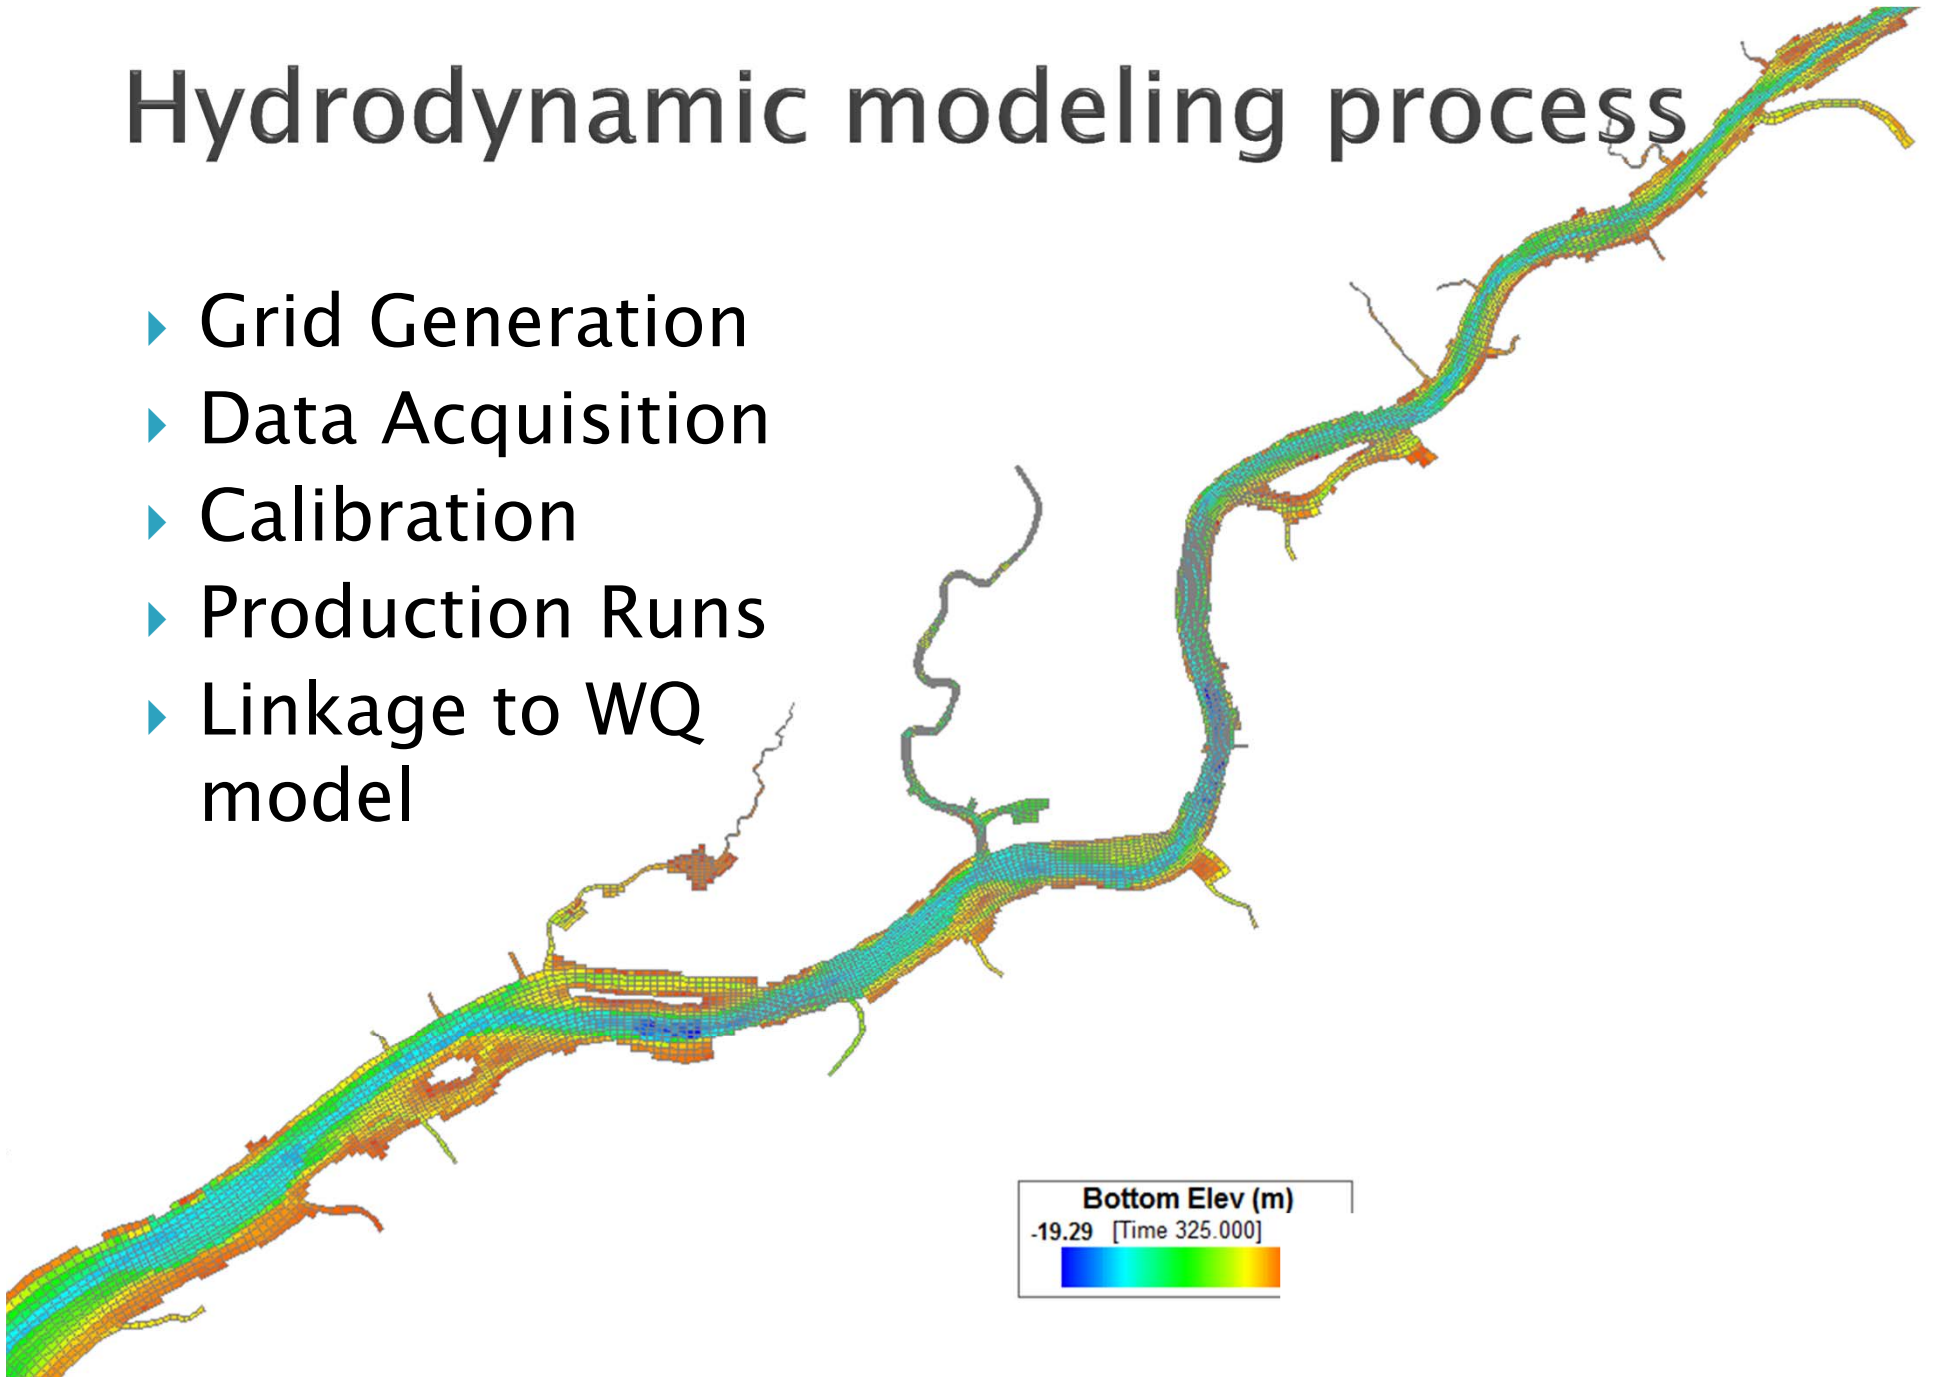 Hydrodynamic modeling process
Grid Generation
Data Acquisition
Calibration
Production Runs
Linkage to WQ
model
Bottom Elev (m)
-19.29 [Time 325.000]